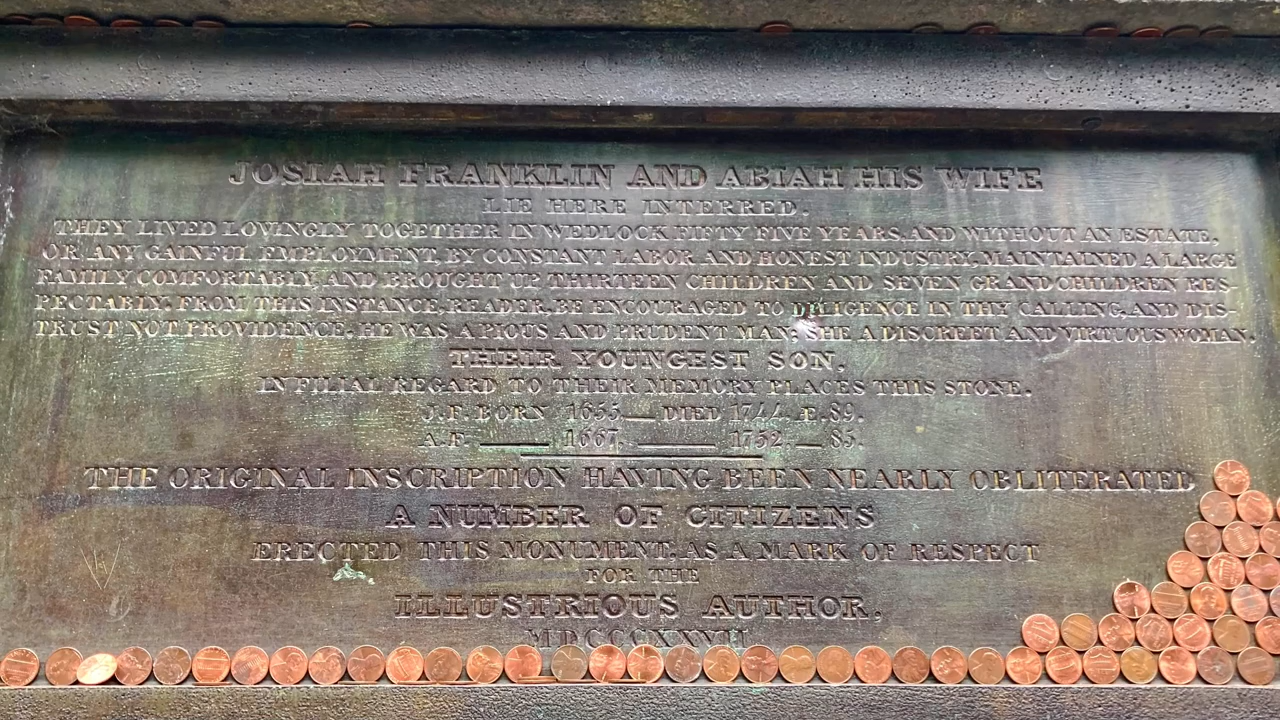 JOSIAH FRANKLIN AND ABIAH HIS WIFE
LIE HERE INTERRED.
THEY LIVED LOVINGLY TOGETHER IN WEDLOCK FIFTY FIVE YEARS, AND WITHOUT AN ESTATE,
OR ANY GAINFUL EMPLOYMENT, BY CONSTANT LABOR AND HONEST INDUSTRY, MAINTAINED A LARGE
FAMILY COMFORTABLY, AND BROUGHT UP THIRTEEN CHILDREN AND SEVEN GRANDCHILDREN RES-
PECTABLY. FROM THIS INSTANCE, READER, BE ENCOURAGED TO DILIGENCE IN THY CALLING, AND DIS-
TRUST NOT PROVIDENCE. HE WAS A PIOUS AND PRUDENT MAN; SHE A DISCREET AND VIRTUOUS WOMAN.
THEIR YOUNGEST SON,
IN FILIAL REGARD TO THEIR MEMORY PLACES THIS STONE.
J.F. BORN 1655.—DIED 1744. Æ.89.
A.F. —— 1667. —— 1752. — 85.
THE ORIGINAL INSCRIPTION HAVING BEEN NEARLY OBLITERATED
A NUMBER OF CITIZENS
ERECTED THIS MONUMENT, AS A MARK OF RESPECT
FOR THE
ILLUSTRIOUS AUTHOR,
MDCCCXXVII.